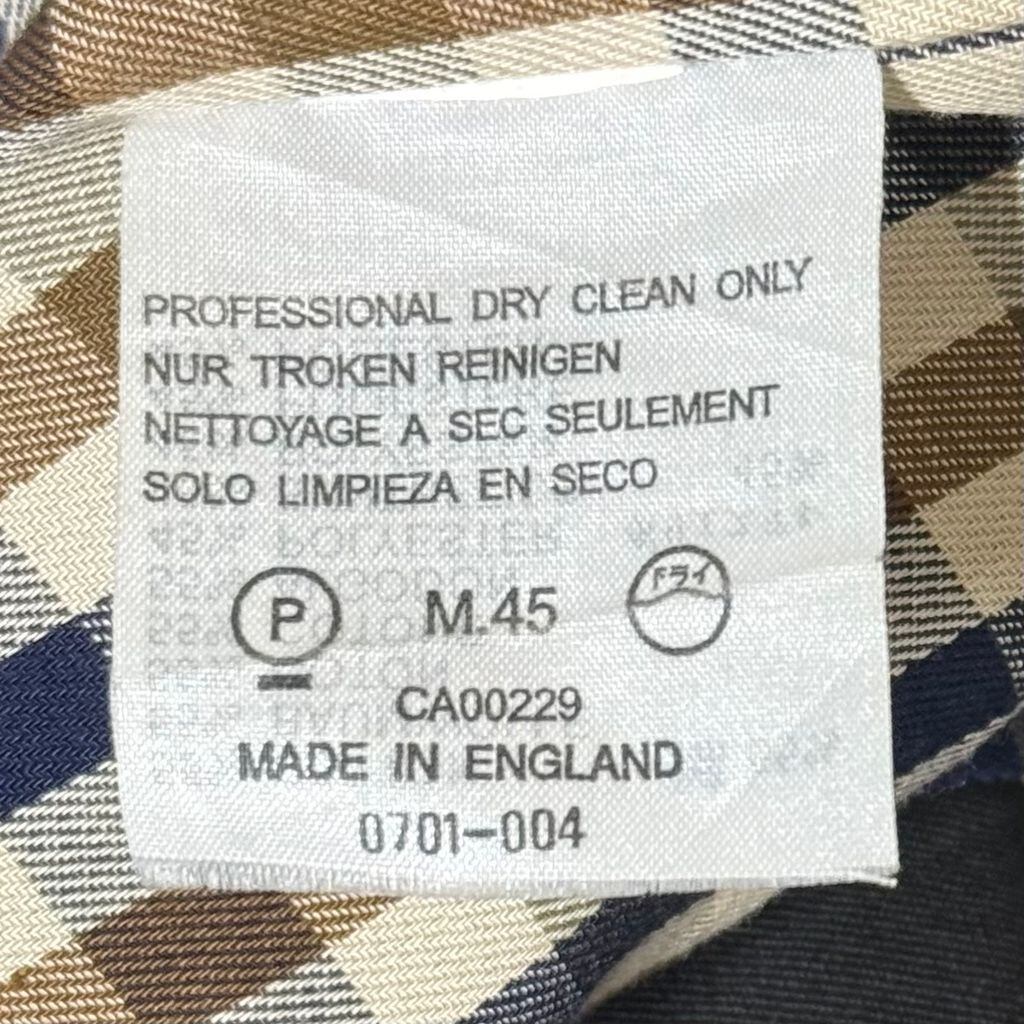 PROFESSIONAL DRY CLEAN ONLY
NUR TROKEN REINIGEN
NETTOYAGE A SEC SEULEMENT
SOLO LIMPIEZA EN SECO
P M.45 ドライ
CA00229
MADE IN ENGLAND
0701-004